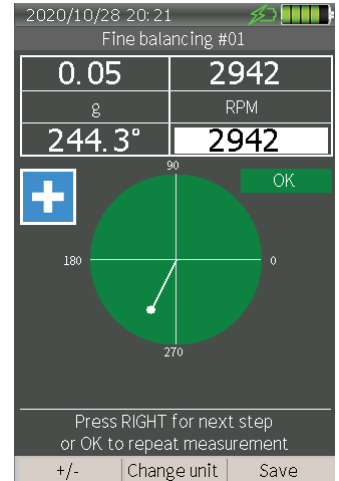 2020/10/28 20:21
Fine balancing #01
0.05 2942
g RPM
244.3° 2942
90
OK
180 0
270
Press RIGHT for next step
or OK to repeat measurement
+/- Change unit Save